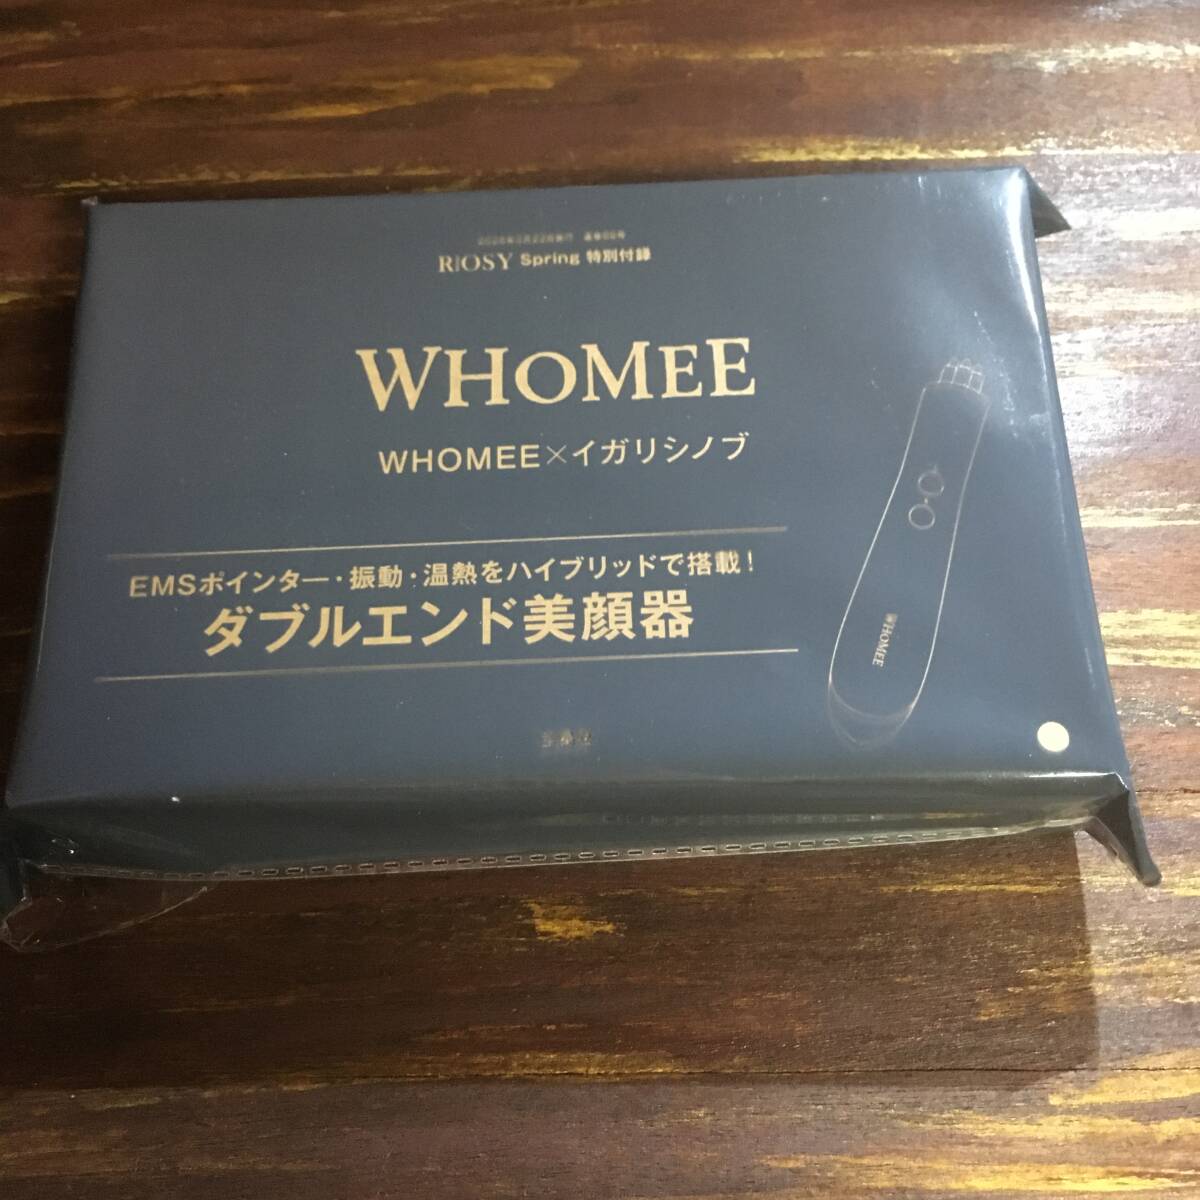 RIOSY Spring 特別付録
WHOMEE
WHOMEE×イガリシノブ
EMSポインター・振動・温熱をハイブリッドで搭載!
ダブルエンド美顔器
WHOMEE